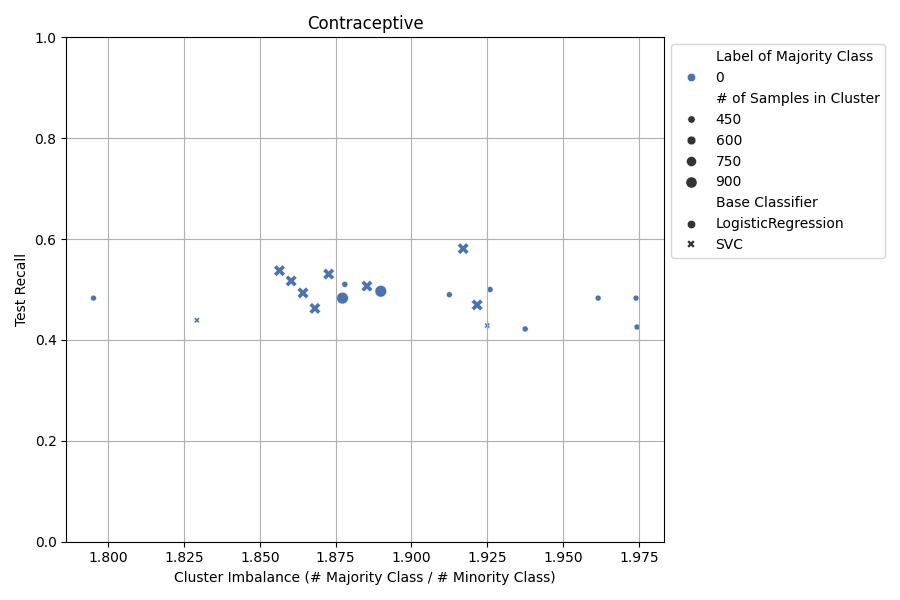 Contraceptive
1.0
0.8
0.6
0.4
0.2
0.0
Test Recall
1.800
1.825
1.850
1.875
1.900
1.925
1.950
1.975
Cluster Imbalance (# Majority Class / # Minority Class)
Label of Majority Class
0
# of Samples in Cluster
450
600
750
900
Base Classifier
LogisticRegression
SVC